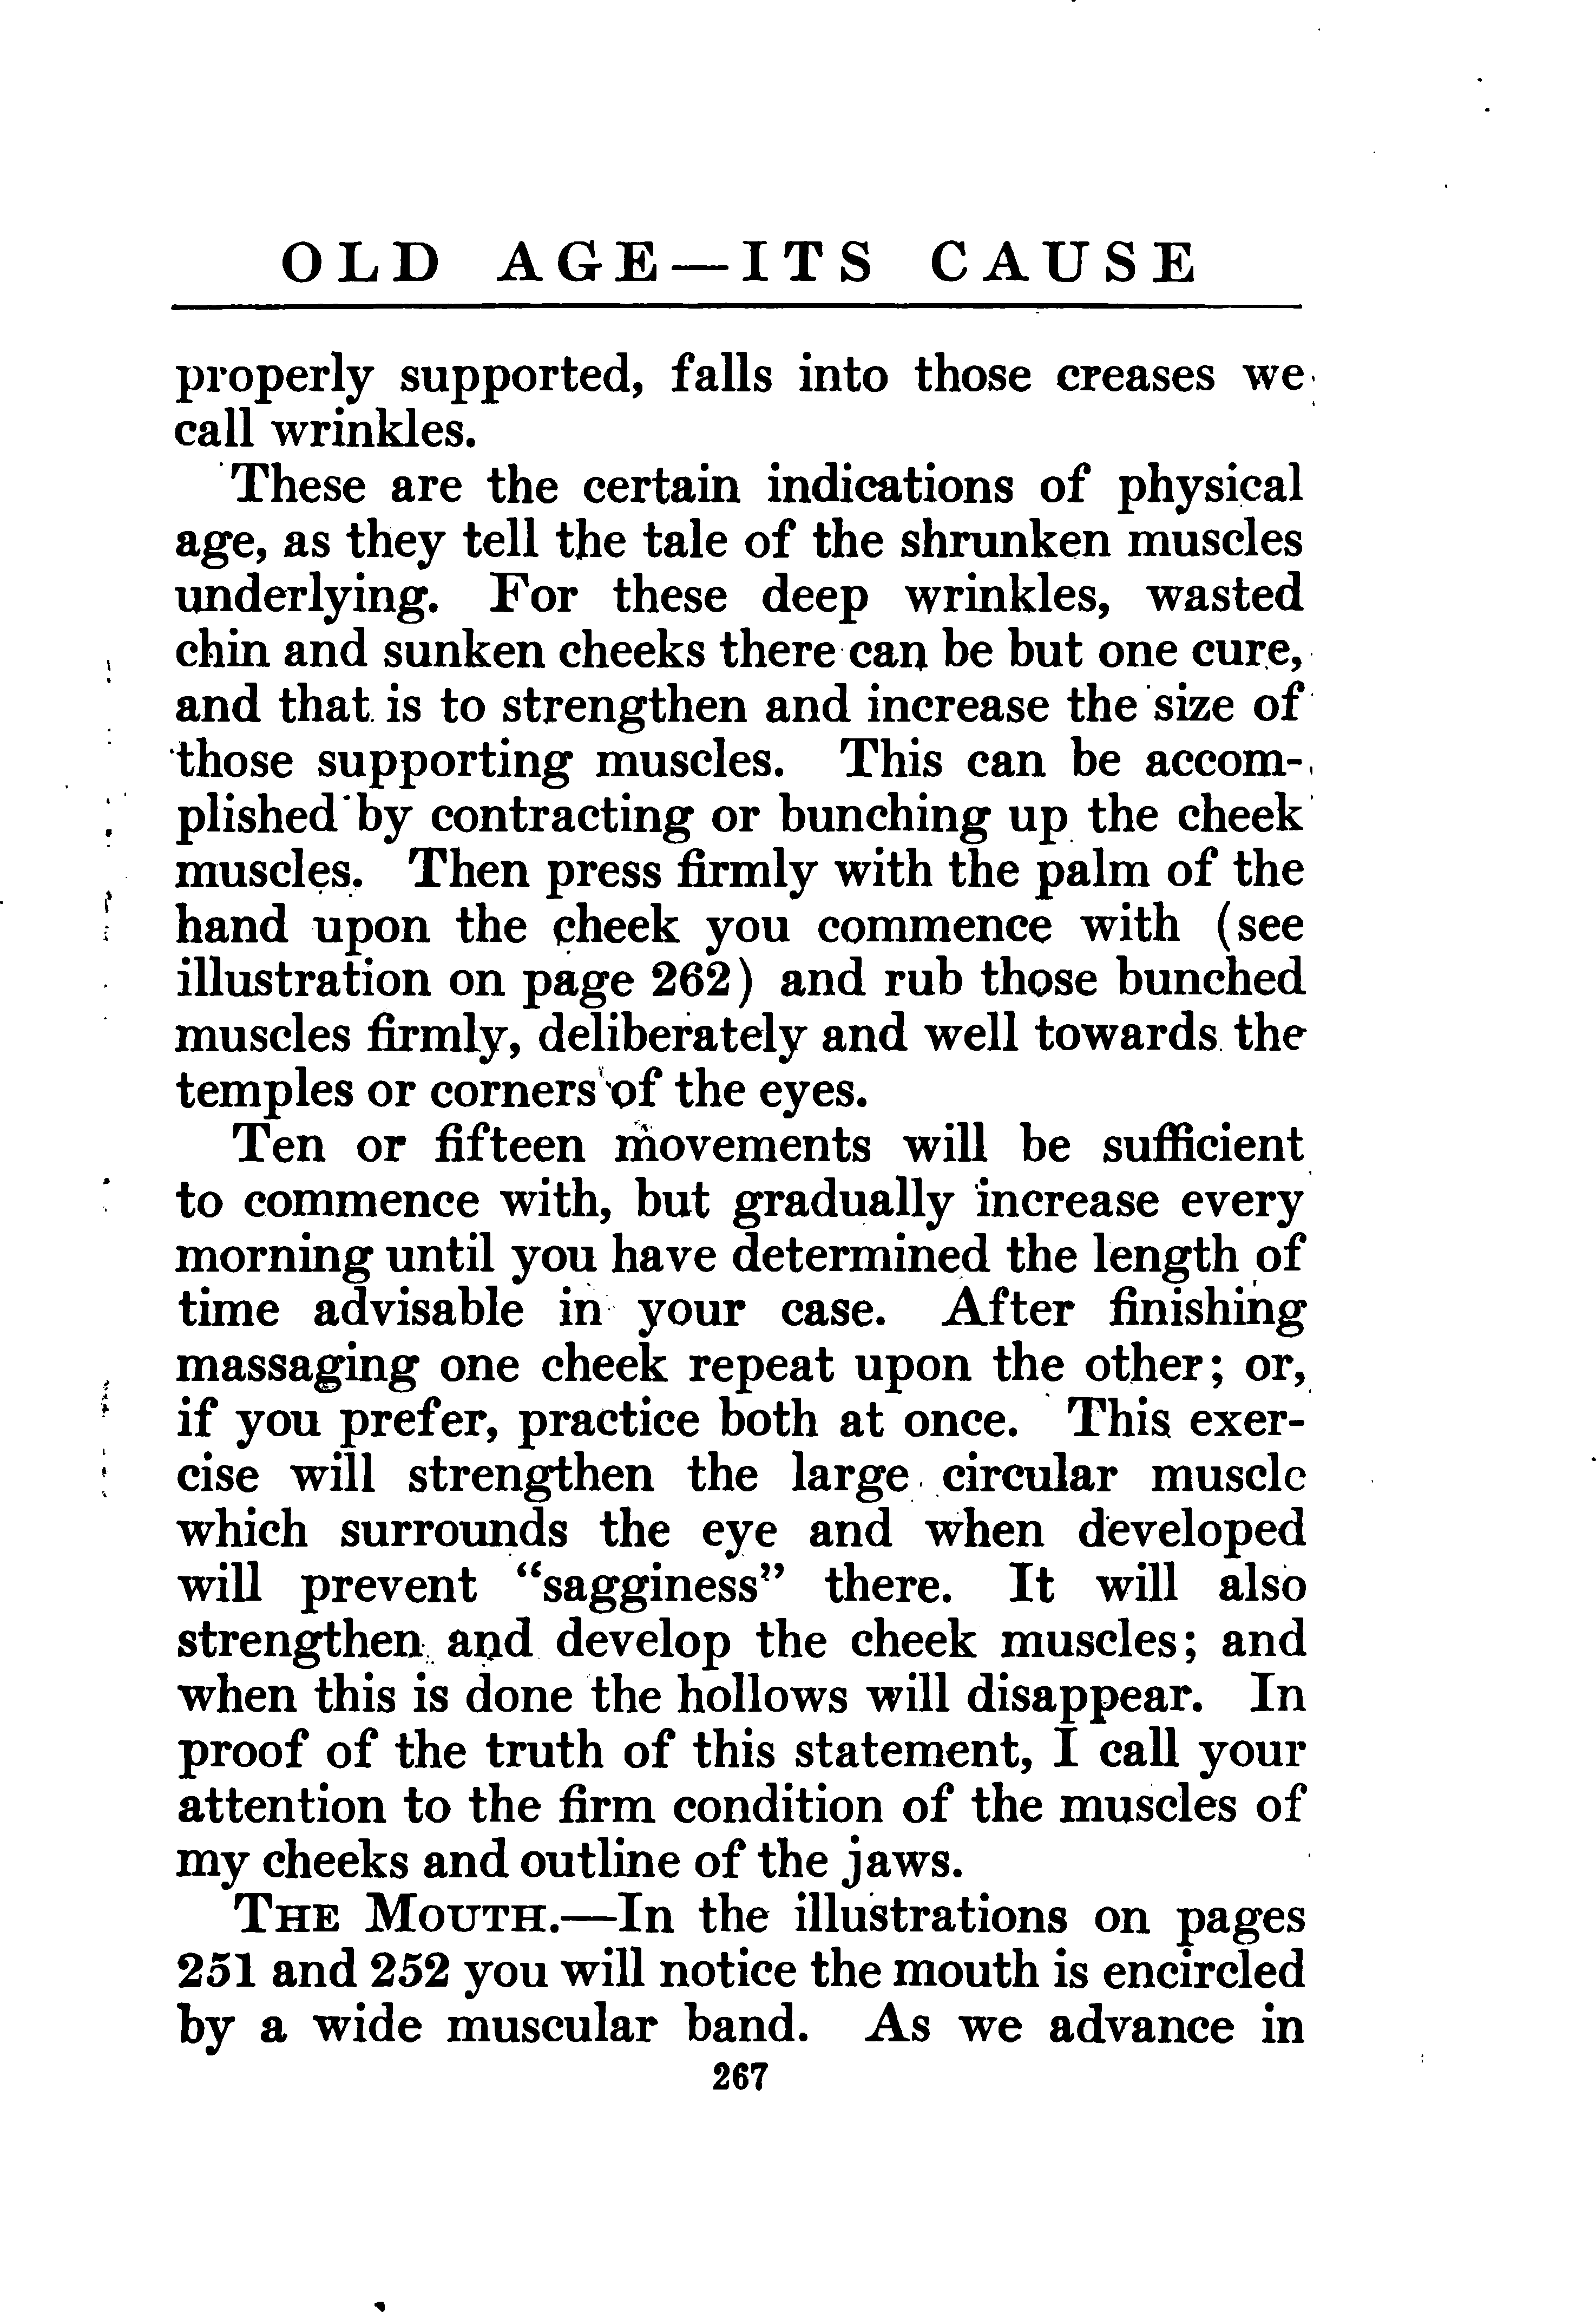 OLD AGE—ITS CAUSE
properly supported, falls into those creases we
call wrinkles.
These are the certain indications of physical
age, as they tell the tale of the shrunken muscles
underlying. For these deep wrinkles, wasted
chin and sunken cheeks there can be but one cure,
and that is to strengthen and increase the size of
those supporting muscles. This can be accom-
plished by contracting or bunching up the cheek
muscles. Then press firmly with the palm of the
hand upon the cheek you commence with (see
illustration on page 262) and rub those bunched
muscles firmly, deliberately and well towards the
temples or corners of the eyes.
Ten or fifteen movements will be sufficient
to commence with, but gradually increase every
morning until you have determined the length of
time advisable in your case. After finishing
massaging one cheek repeat upon the other; or,
if you prefer, practice both at once. This exer-
cise will strengthen the large circular muscle
which surrounds the eye and when developed
will prevent "sagginess" there. It will also
strengthen and develop the cheek muscles; and
when this is done the hollows will disappear. In
proof of the truth of this statement, I call your
attention to the firm condition of the muscles of
my cheeks and outline of the jaws.
THE MOUTH.—In the illustrations on pages
251 and 252 you will notice the mouth is encircled
by a wide muscular band. As we advance in
267